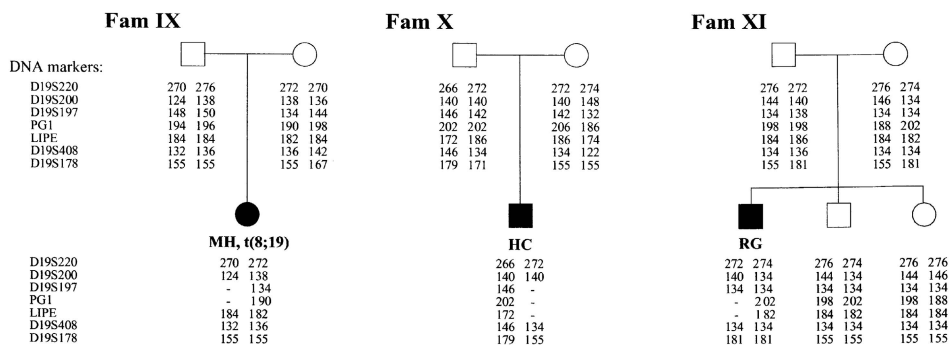 Fam IX Fam X Fam XI
DNA markers:
D19S220 270 276 272 270 266 272 272 274 276 272 276 274
D19S200 124 138 138 136 140 140 140 148 144 140 146 134
D19S197 148 150 134 144 146 142 142 132 134 138 134 134
PG1 194 196 190 198 202 202 206 186 198 198 188 202
LIPE 184 184 182 184 172 186 186 174 184 186 184 182
D19S408 132 136 136 142 146 134 134 122 134 136 134 134
D19S178 155 155 155 167 179 171 155 155 155 181 155 181
MH, t(8;19) HC RG
D19S220 270 272 266 272 272 274 276 274 276 276
D19S200 124 138 140 140 140 134 144 134 144 146
D19S197 - 134 146 - 134 134 134 134 134 134
PG1 - 190 202 - - 202 198 202 198 188
LIPE 184 182 172 - - 182 184 182 184 184
D19S408 132 136 146 134 134 134 134 134 134 134
D19S178 155 155 179 155 181 181 155 155 155 155